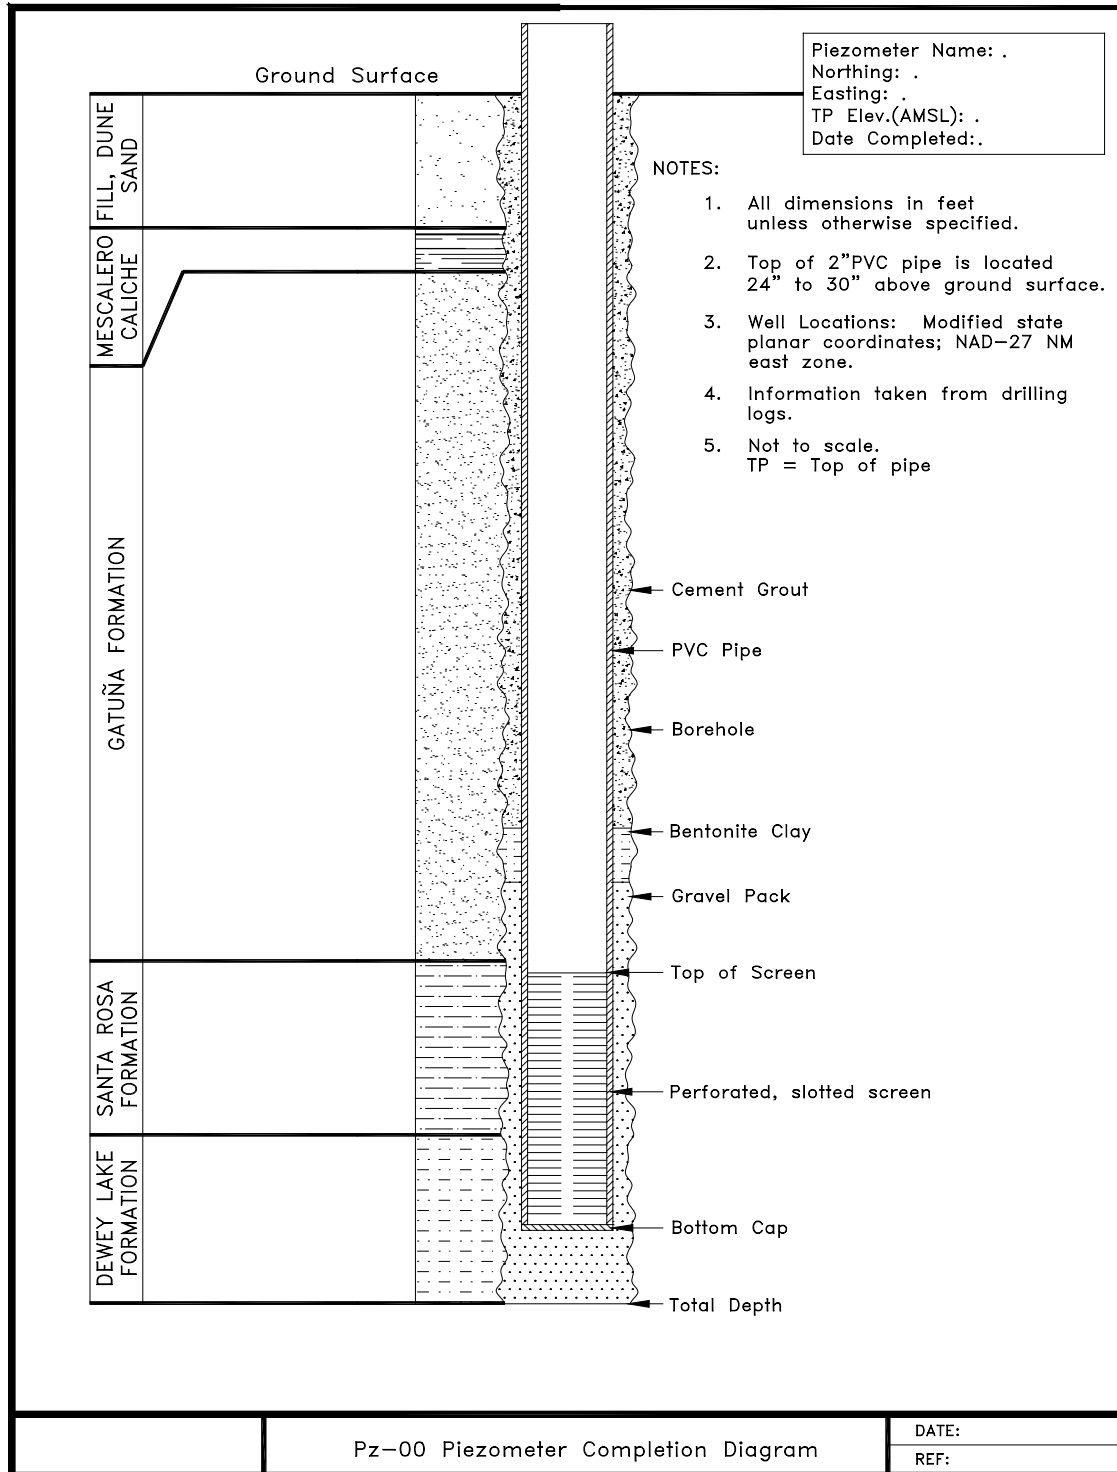 Piezometer Name: .
Northing: .
Easting: .
TP Elev.(AMSL): .
Date Completed:.
Ground Surface
FILL, DUNE
SAND
MESCALERO
CALICHE
GATUÑA FORMATION
SANTA ROSA
FORMATION
DEWEY LAKE
FORMATION
NOTES:
1. All dimensions in feet
unless otherwise specified.
2. Top of 2”PVC pipe is located
24” to 30” above ground surface.
3. Well Locations: Modified state
planar coordinates; NAD–27 NM
east zone.
4. Information taken from drilling
logs.
5. Not to scale.
TP = Top of pipe
Cement Grout
PVC Pipe
Borehole
Bentonite Clay
Gravel Pack
Top of Screen
Perforated, slotted screen
Bottom Cap
Total Depth
Pz–00 Piezometer Completion Diagram
DATE:
REF: